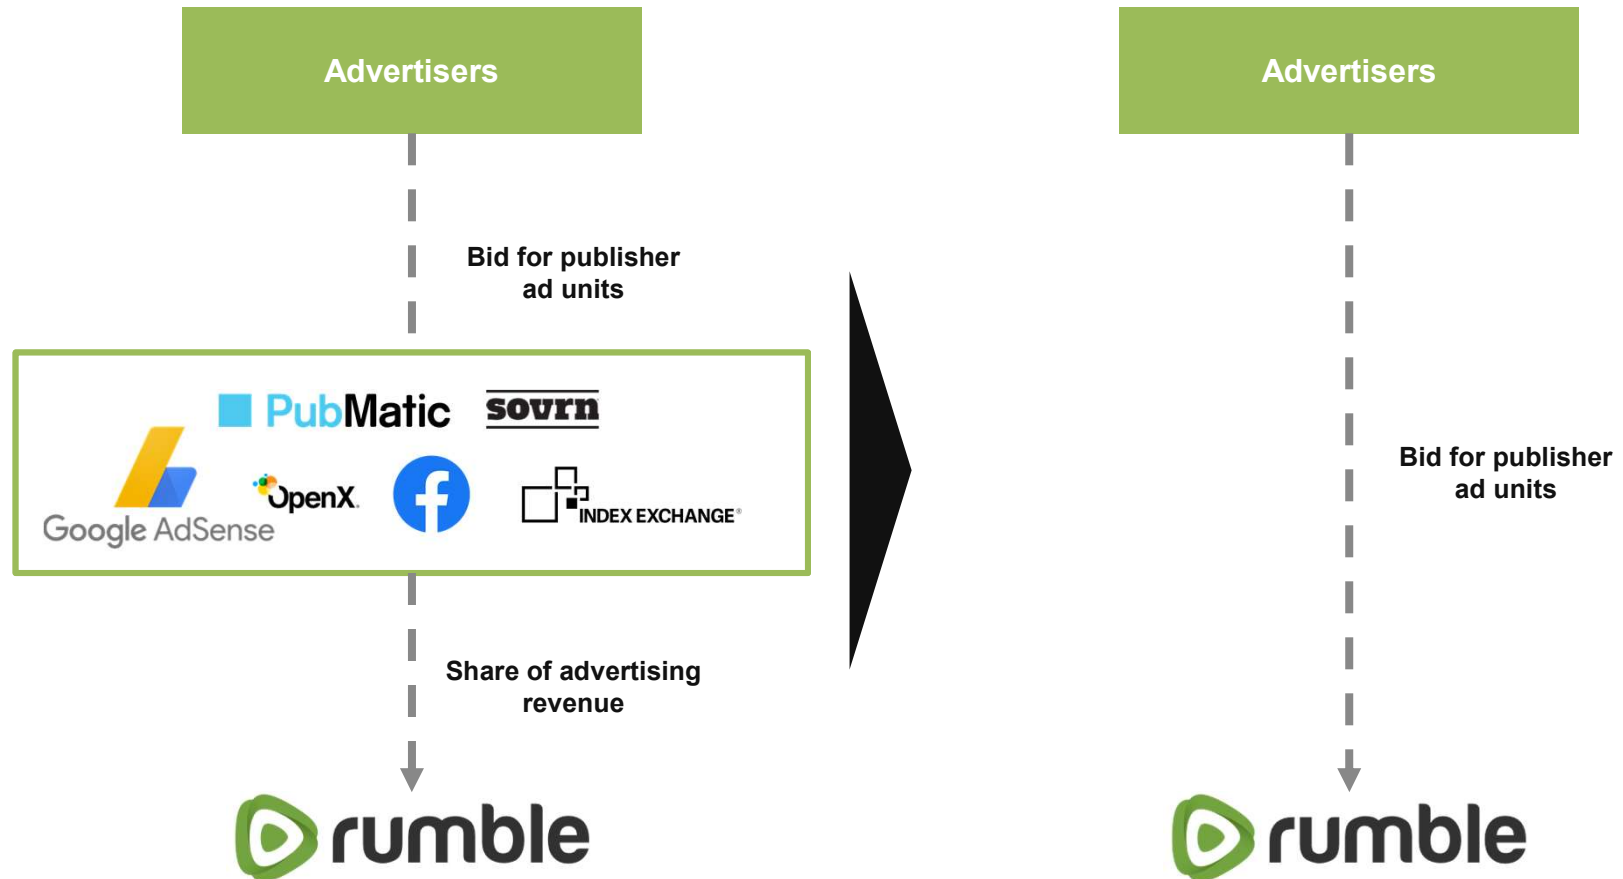 Advertisers
Bid for publisher
ad units
PubMatic
sovrn
Google AdSense
OpenX.
INDEX EXCHANGE®
Share of advertising
revenue
rumble
Advertisers
Bid for publisher
ad units
rumble